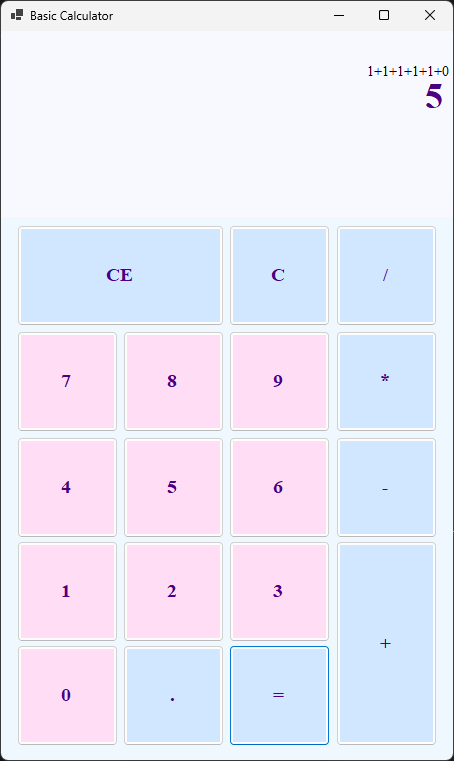 Basic Calculator
1+1+1+1+1+0
5
CE C /
7 8 9 *
4 5 6 -
1 2 3
+
0 . =